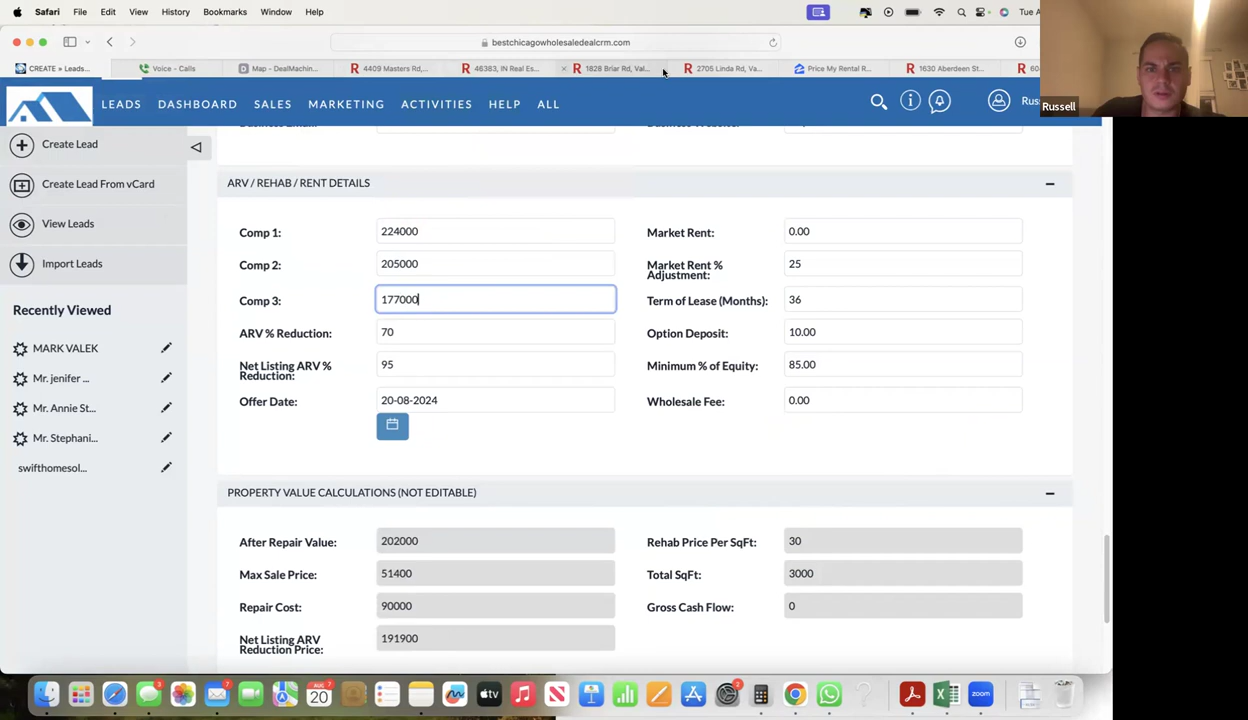 Safari File Edit View History Bookmarks Window Help Tue A
bestchicagowholesaledealcrm.com
CREATE » Leads... Voice - Calls Map - DealMachin... 4409 Masters Rd,... 46383, IN Real Es... 1828 Briar Rd, Val... 2705 Linda Rd, Va... Price My Rental R... 1630 Aberdeen St... 60
LEADS DASHBOARD SALES MARKETING ACTIVITIES HELP ALL
Russell
Create Lead
Create Lead From vCard
View Leads
Import Leads
Recently Viewed
MARK VALEK
Mr. jenifer ...
Mr. Annie St...
Mr. Stephani...
swifthomesol...
ARV / REHAB / RENT DETAILS
Comp 1: 224000 Market Rent: 0.00
Comp 2: 205000 Market Rent % Adjustment: 25
Comp 3: 177000 Term of Lease (Months): 36
ARV % Reduction: 70 Option Deposit: 10.00
Net Listing ARV % Reduction: 95 Minimum % of Equity: 85.00
Offer Date: 20-08-2024 Wholesale Fee: 0.00
PROPERTY VALUE CALCULATIONS (NOT EDITABLE)
After Repair Value: 202000 Rehab Price Per SqFt: 30
Max Sale Price: 51400 Total SqFt: 3000
Repair Cost: 90000 Gross Cash Flow: 0
Net Listing ARV Reduction Price: 191900
AUG 20
zoom